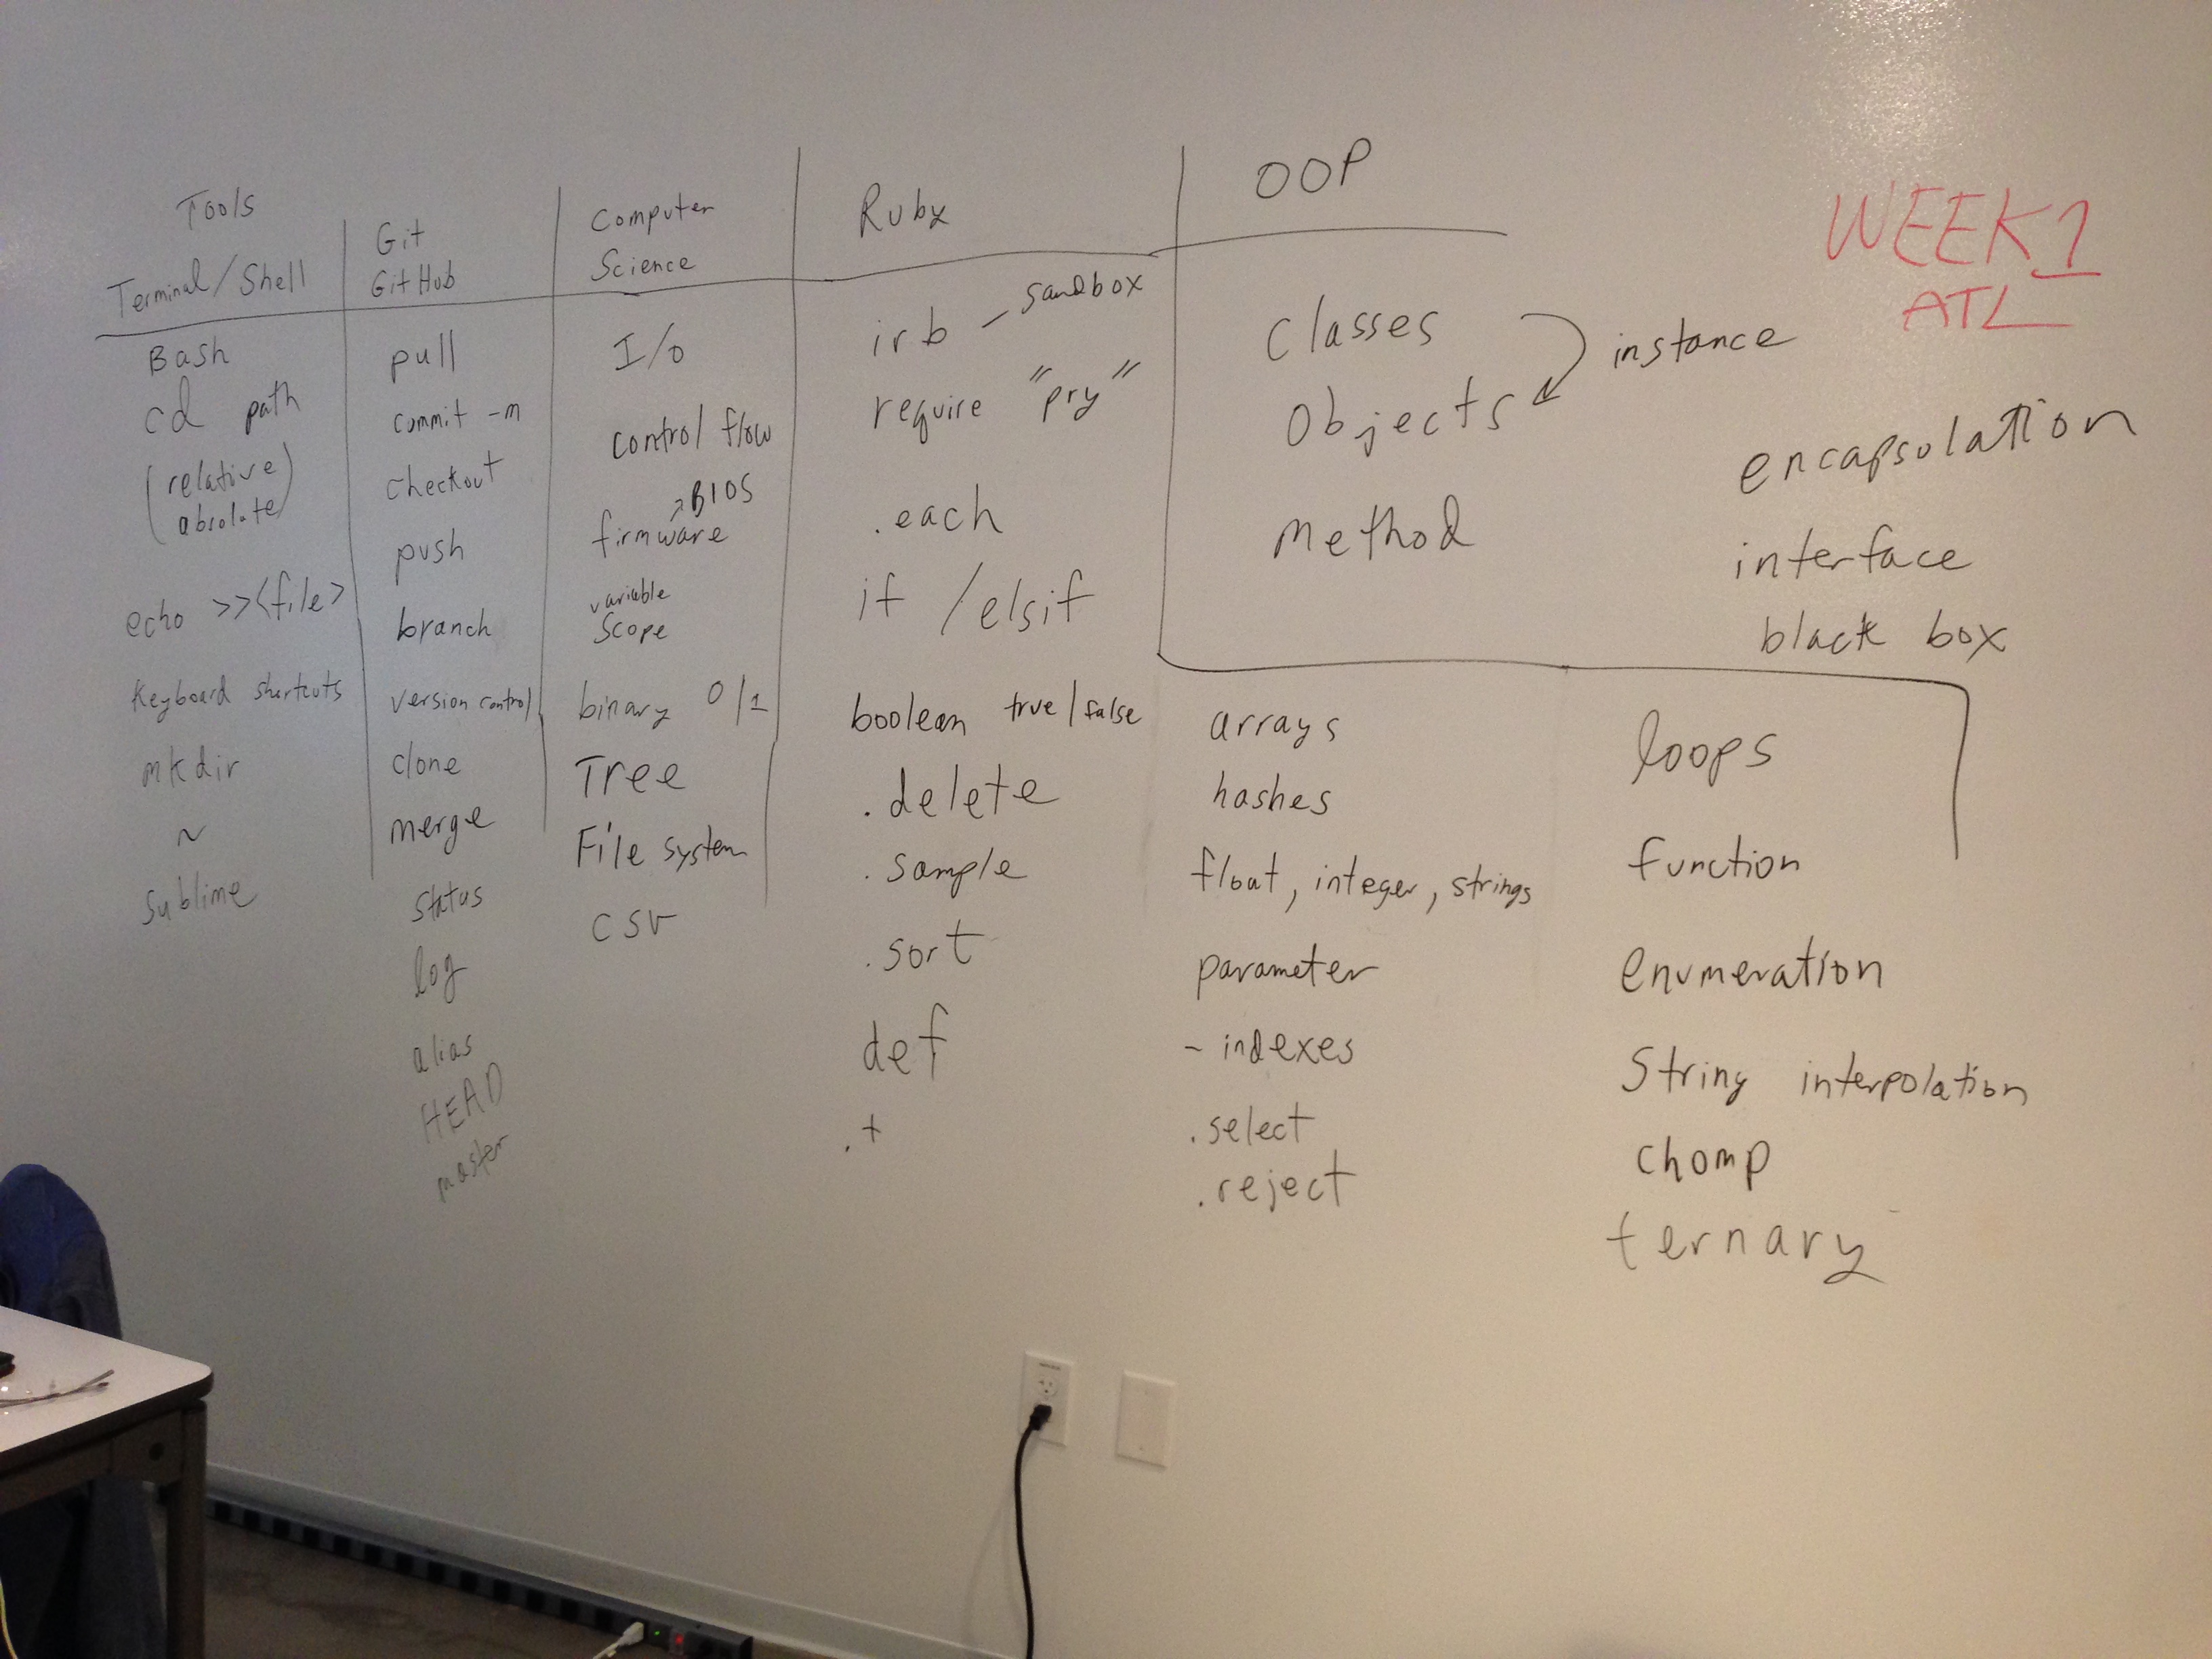 WEEK 1
ATL
Tools
Terminal/Shell
Bash
cd path
(relative
absolute)
echo >> <file>
Keyboard shortcuts
mkdir
~
Sublime
Git
GitHub
pull
commit -m
checkout
push
branch
version control
clone
merge
status
log
alias
HEAD
master
Computer
Science
I/O
control flow
BIOS
firmware
variable
scope
binary 0/1
Tree
File system
CSV
Ruby
irb - sandbox
require "pry"
.each
if /elsif
boolean true/false
.delete
.sample
.sort
def
.+
arrays
hashes
float, integer, strings
parameter
- indexes
.select
.reject
loops
function
enumeration
String interpolation
chomp
ternary
OOP
Classes
instance
Objects
Method
encapsulation
interface
black box